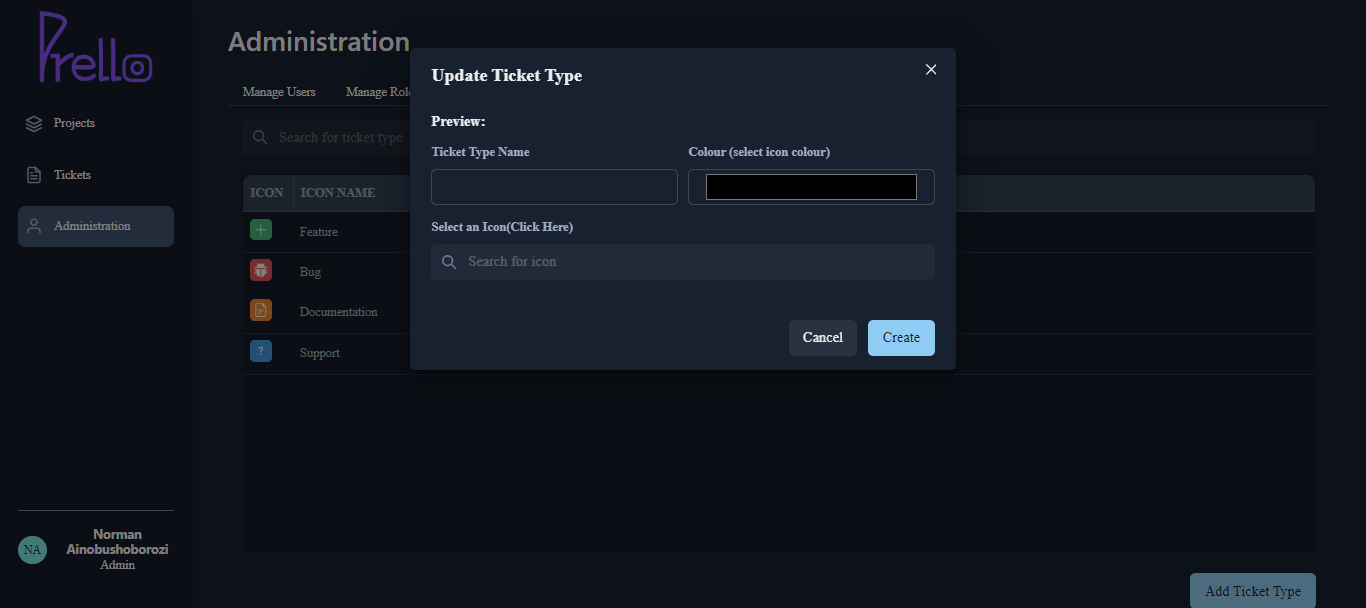 Prello
Administration
Update Ticket Type
Manage Users
Manage Rol
Preview:
Projects
Search for ticket type
Ticket Type Name
Colour (select icon colour)
Tickets
ICON
ICON NAME
Administration
Select an Icon(Click Here)
Feature
Search for icon
Bug
Documentation
Cancel
Create
? Support
Norman
Ainobushoborozi
NA
Admin
Add Ticket Type